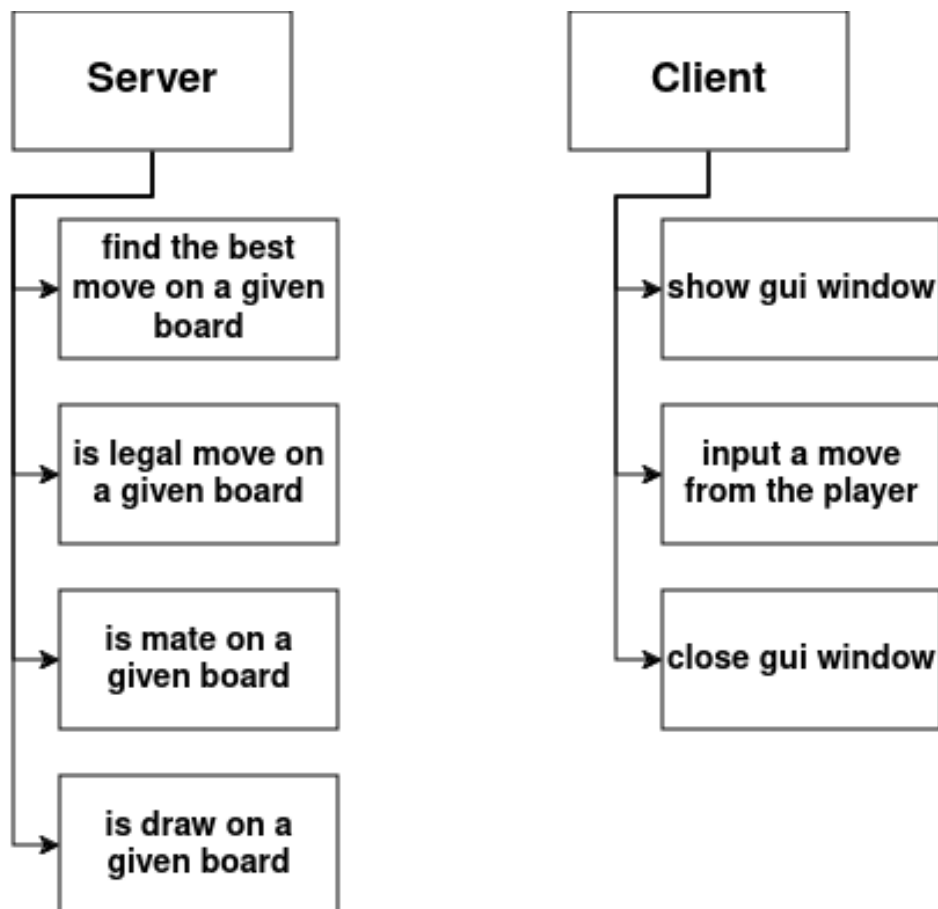 Server
find the best
move on a given
board
is legal move on
a given board
is mate on a
given board
is draw on a
given board
Client
show gui window
input a move
from the player
close gui window